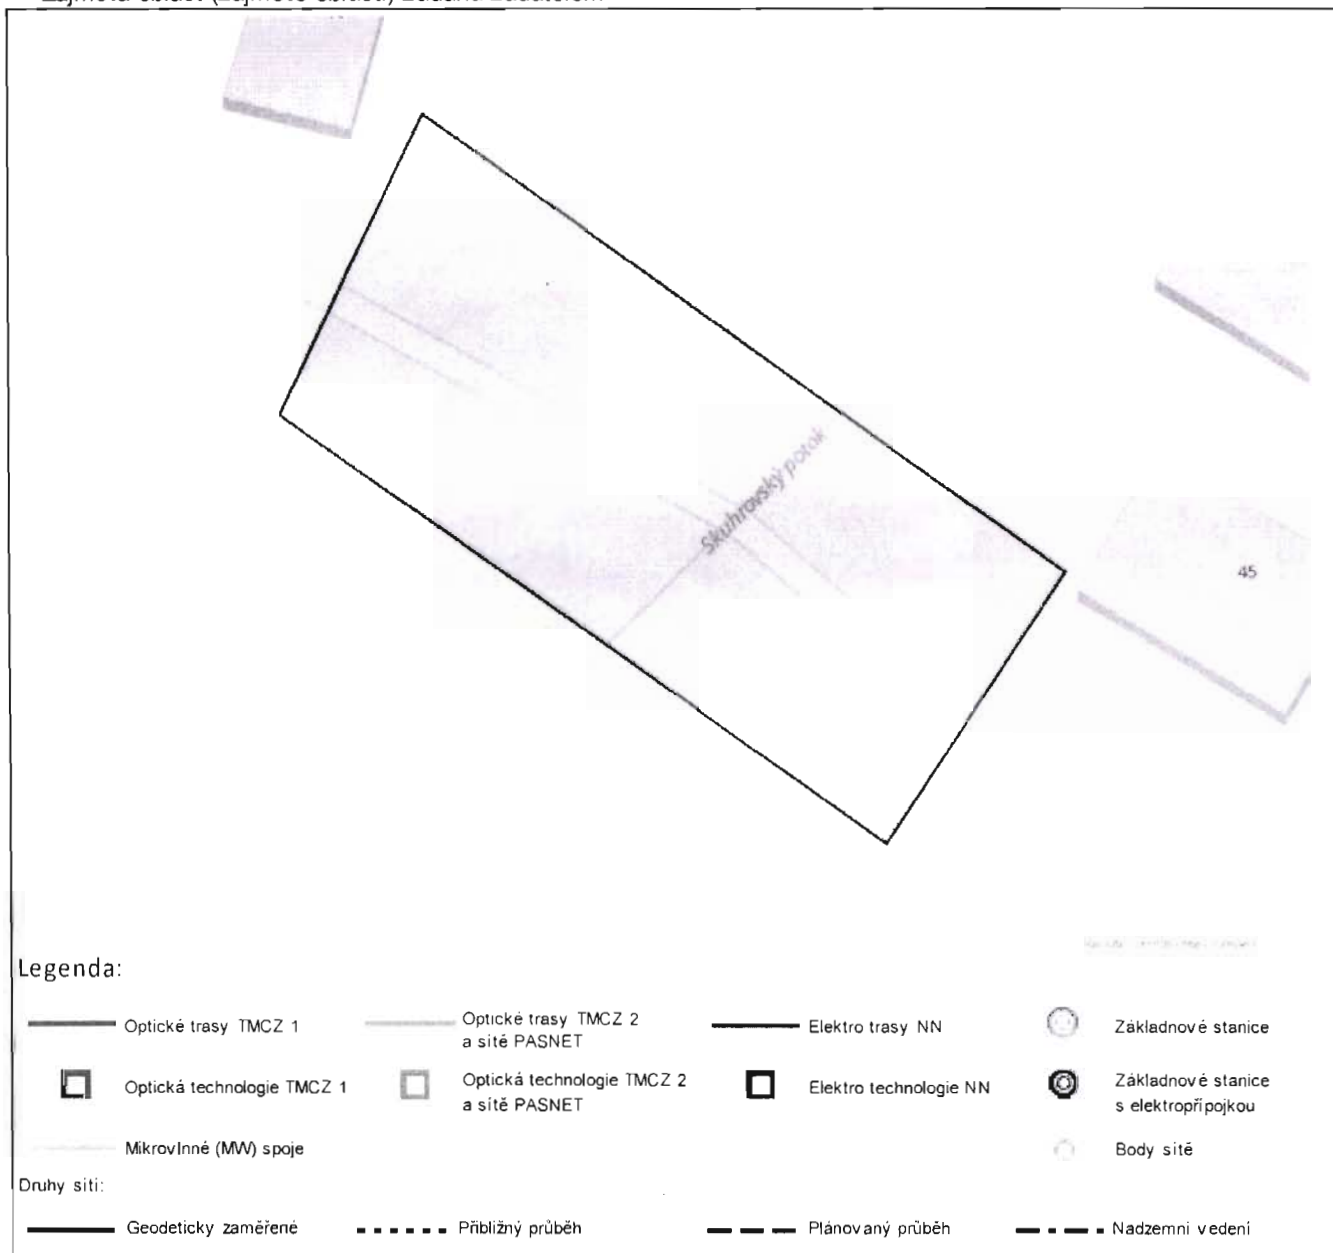 Skuhrovský potok
45
Legenda:
Optické trasy TMCZ 1
Optické trasy TMCZ 2
a sítě PASNET
Elektro trasy NN
Základnové stanice
Optická technologie TMCZ 1
Optická technologie TMCZ 2
a sítě PASNET
Elektro technologie NN
Základnové stanice
s elektropřípojkou
Mikrovlnné (MW) spoje
Body sítě
Druhy siti:
Geodeticky zaměřené
Přibližný průběh
Plánovaný průběh
Nadzemni vedení